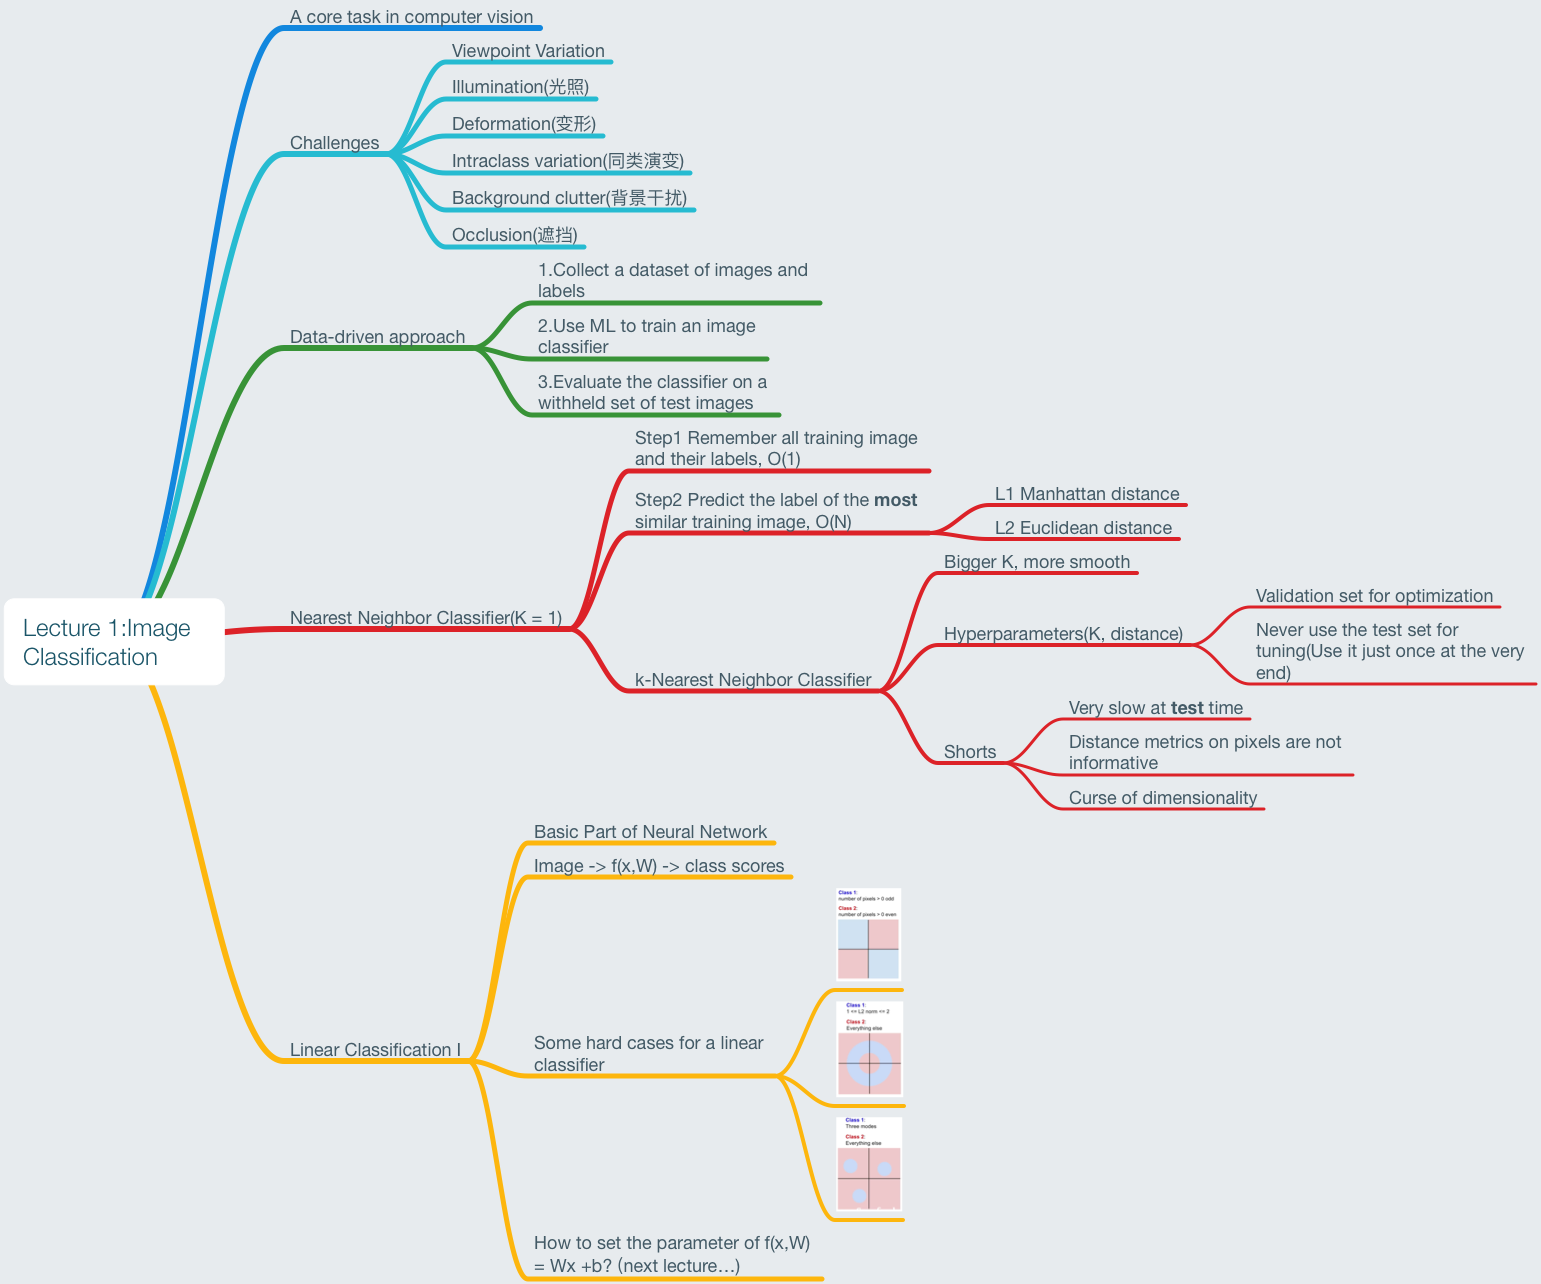 A core task in computer vision
Viewpoint Variation
Illumination(光照)
Deformation(变形)
Challenges
Intraclass variation(同类演变)
Background clutter(背景干扰)
Occlusion(遮挡)
1.Collect a dataset of images and
labels
Data-driven approach
2.Use ML to train an image
classifier
3.Evaluate the classifier on a
withheld set of test images
Step1 Remember all training image
and their labels, O(1)
Step2 Predict the label of the most
similar training image, O(N)
L1 Manhattan distance
L2 Euclidean distance
Lecture 1:Image
Classification
Nearest Neighbor Classifier(K = 1)
k-Nearest Neighbor Classifier
Bigger K, more smooth
Hyperparameters(K, distance)
Validation set for optimization
Never use the test set for
tuning(Use it just once at the very
end)
Shorts
Very slow at test time
Distance metrics on pixels are not
informative
Curse of dimensionality
Linear Classification I
Basic Part of Neural Network
Image -> f(x,W) -> class scores
Some hard cases for a linear
classifier
Class 1:
number of pixels > 0 odd
Class 2:
number of pixels > 0 even
Class 1:
1 <= L2 norm <= 2
Class 2:
Everything else
Class 1:
Three modes
Class 2:
Everything else
How to set the parameter of f(x,W)
= Wx +b? (next lecture…)